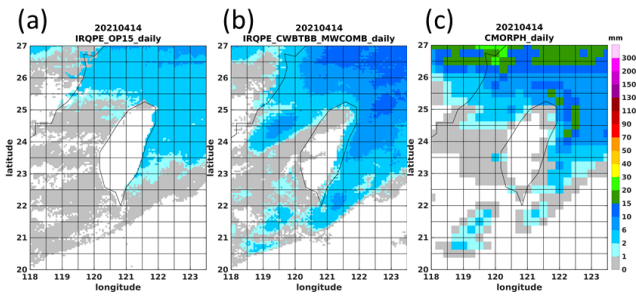 (a)
20210414
IRQPE_OP15_daily
27
26
25
24
23
22
21
20
latitude
118 119 120 121 122 123
longitude
(b)
20210414
IRQPE_CWBTBB_MWCOMB_daily
27
26
25
24
23
22
21
20
latitude
118 119 120 121 122 123
longitude
(c)
20210414
CMORPH_daily
27
26
25
24
23
22
21
20
latitude
118 119 120 121 122 123
longitude
mm
300
150
130
110
90
70
50
40
30
20
15
10
6
2
1
0